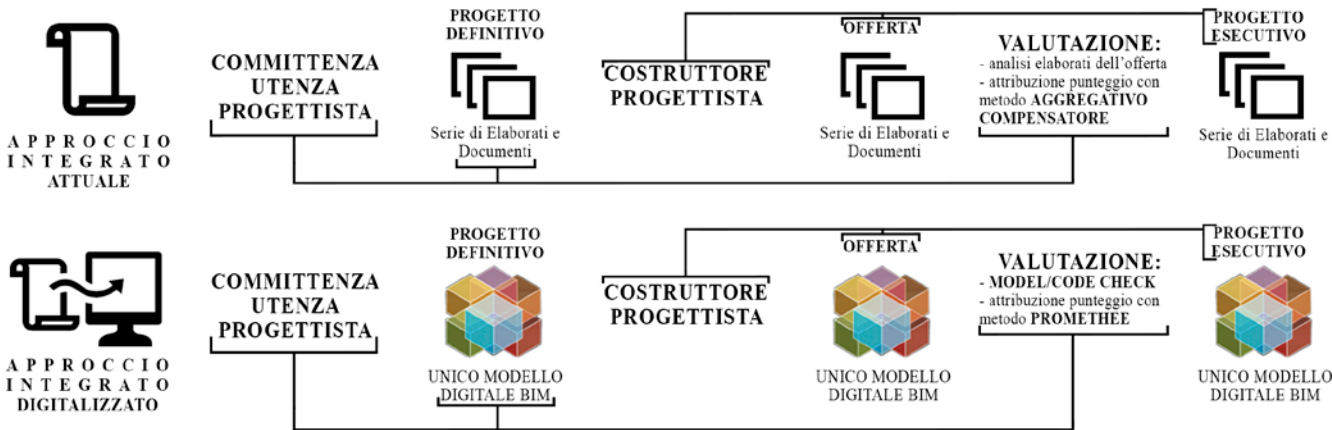 APPROCCIO
INTEGRATO
ATTUALE
COMMITTENZA
UTENZA
PROGETTISTA
PROGETTO
DEFINITIVO
Serie di Elaborati e
Documenti
COSTRUTTORE
PROGETTISTA
OFFERTA
Serie di Elaborati e
Documenti
VALUTAZIONE:
- analisi elaborati dell'offerta
- attribuzione punteggio con
metodo AGGREGATIVO
COMPENSATORE
PROGETTO
ESECUTIVO
Serie di Elaborati e
Documenti
APPROCCIO
INTEGRATO
DIGITALIZZATO
COMMITTENZA
UTENZA
PROGETTISTA
PROGETTO
DEFINITIVO
UNICO MODELLO
DIGITALE BIM
COSTRUTTORE
PROGETTISTA
OFFERTA
UNICO MODELLO
DIGITALE BIM
VALUTAZIONE:
- MODEL/CODE CHECK
- attribuzione punteggio con
metodo PROMETHEE
PROGETTO
ESECUTIVO
UNICO MODELLO
DIGITALE BIM